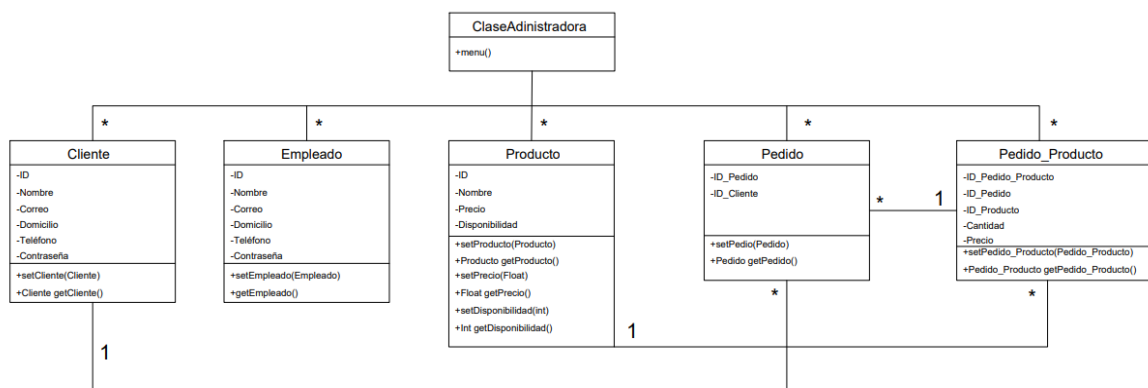 ClaseAdinistradora
+menu()
*
*
*
*
*
Cliente
-ID
-Nombre
-Correo
-Domicilio
-Teléfono
-Contraseña
+setCliente(Cliente)
+Cliente getCliente()
1
Empleado
-ID
-Nombre
-Correo
-Domicilio
-Teléfono
-Contraseña
+setEmpleado(Empleado)
+getEmpleado()
Producto
-ID
-Nombre
-Precio
-Disponibilidad
+setProducto(Producto)
+Producto getProducto()
+setPrecio(Float)
+Float getPrecio()
+setDisponibilidad(int)
+Int getDisponibilidad()
1
Pedido
-ID_Pedido
-ID_Cliente
+setPedio(Pedido)
+Pedido getPedido()
*
*
1
Pedido_Producto
-ID_Pedido_Producto
-ID_Pedido
-ID_Producto
-Cantidad
-Precio
+setPedido_Producto(Pedido_Producto)
+Pedido_Producto getPedido_Producto()
*